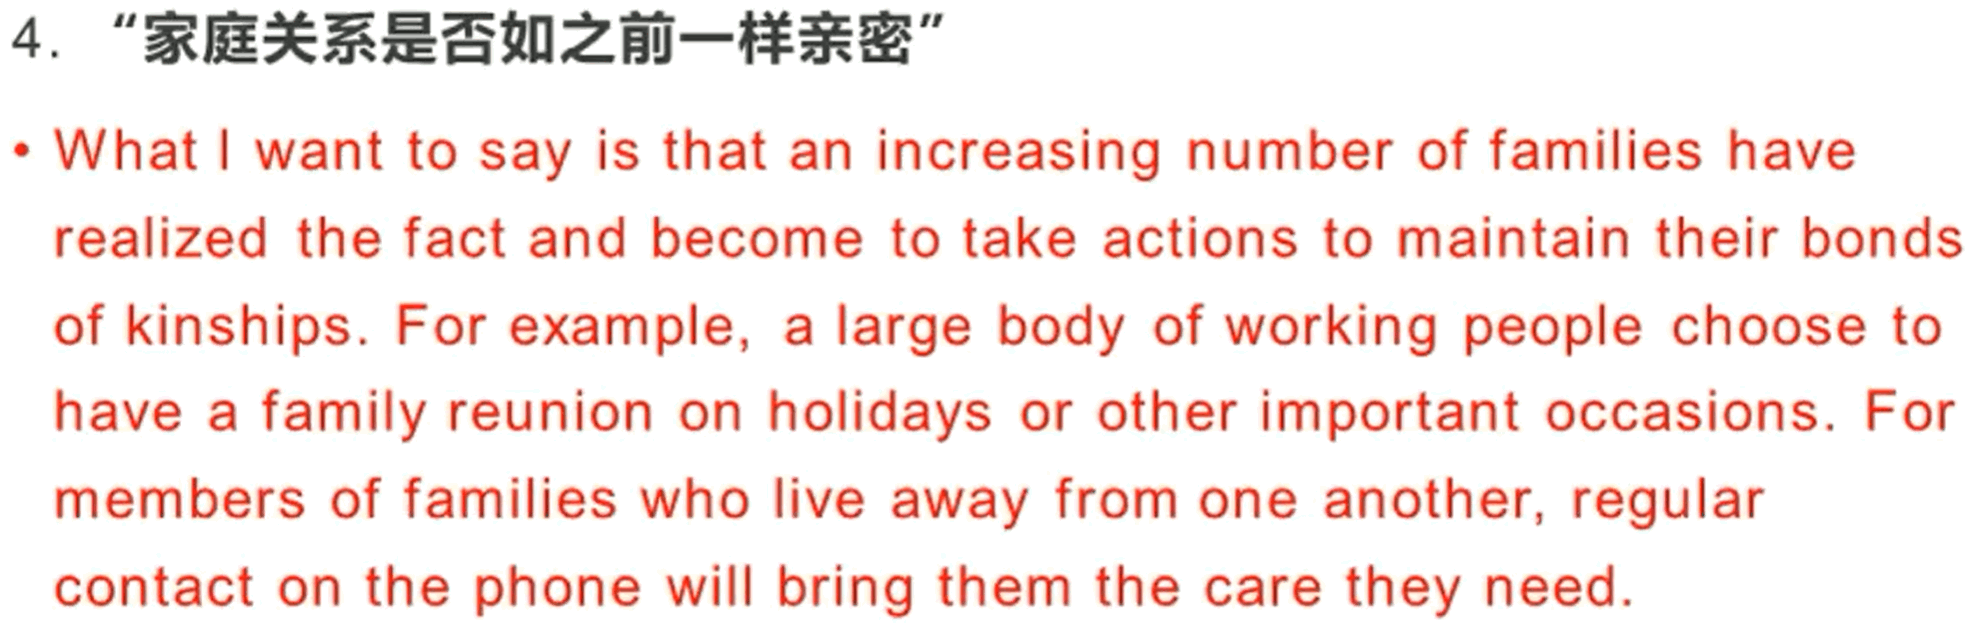 4. “家庭关系是否如之前一样亲密”
• What I want to say is that an increasing number of families have
realized the fact and become to take actions to maintain their bonds
of kinships. For example, a large body of working people choose to
have a family reunion on holidays or other important occasions. For
members of families who live away from one another, regular
contact on the phone will bring them the care they need.